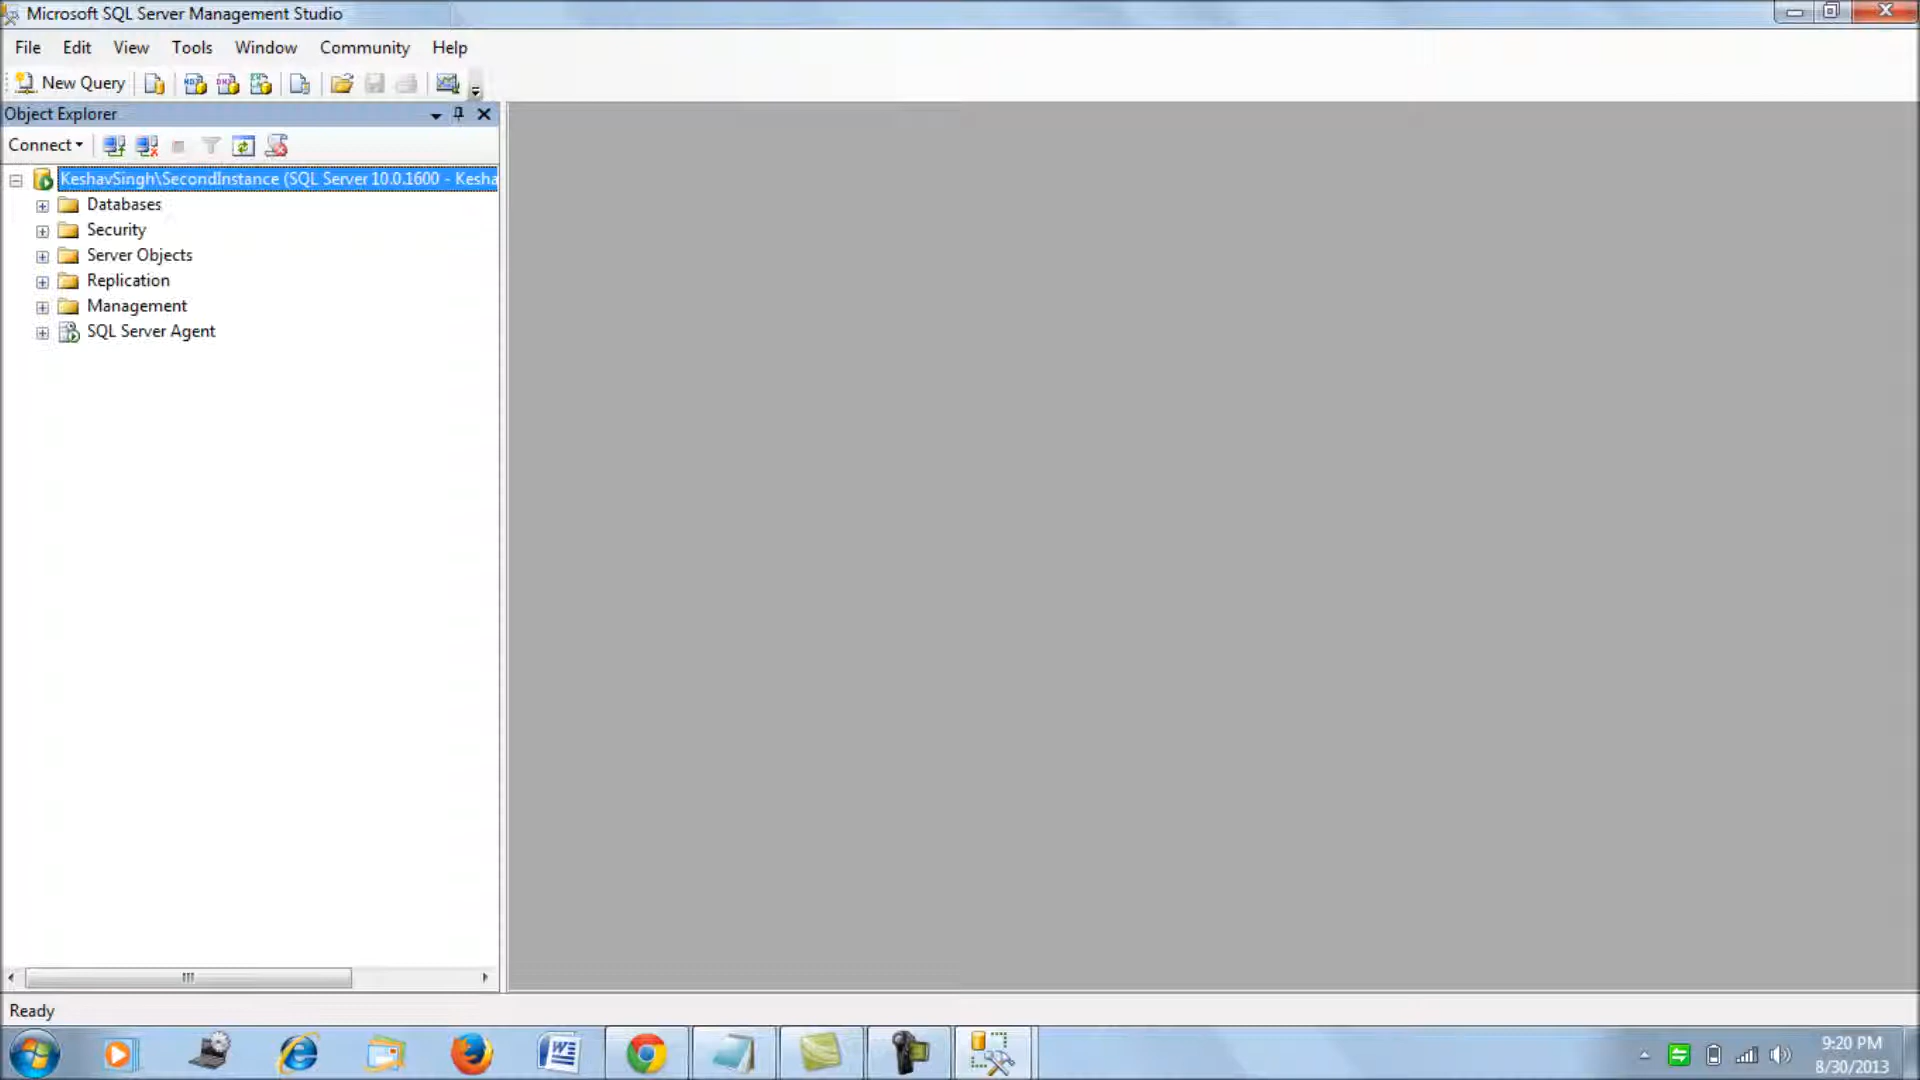 Microsoft SQL Server Management Studio
File Edit View Tools Window Community Help
New Query
Object Explorer
Connect
KeshavSingh\SecondInstance (SQL Server 10.0.1600 - Kesha
Databases
Security
Server Objects
Replication
Management
SQL Server Agent
Ready
9:20 PM
8/30/2013